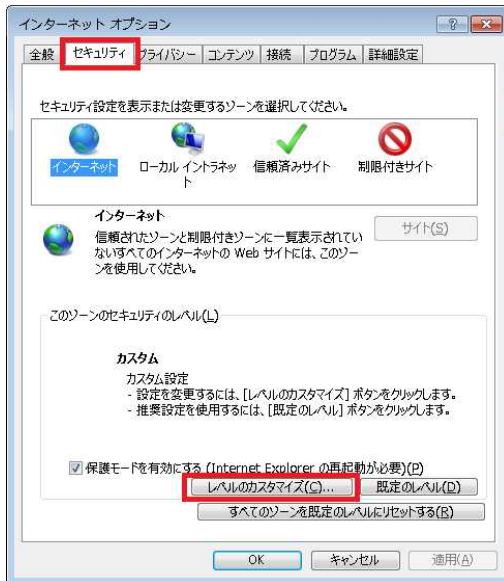 インターネット オプション
全般 セキュリティ プライバシー コンテンツ 接続 プログラム 詳細設定
セキュリティ設定を表示または変更するゾーンを選択してください。
インターネット ローカル イントラネッ 信頼済みサイト 制限付きサイト
ト
インターネット
サイト(S)
信頼されたゾーンと制限付きゾーンに一覧表示されてい
ないすべてのインターネットの Web サイトには、このゾー
ンを使用してください。
このゾーンのセキュリティのレベル(L)
カスタム
カスタム設定
- 設定を変更するには、[レベルのカスタマイズ] ボタンをクリックします。
- 推奨設定を使用するには、[既定のレベル] ボタンをクリックします。
保護モードを有効にする (Internet Explorer の再起動が必要)(P)
レベルのカスタマイズ(C)... 既定のレベル(D)
すべてのゾーンを既定のレベルにリセットする(R)
OK キャンセル 適用(A)